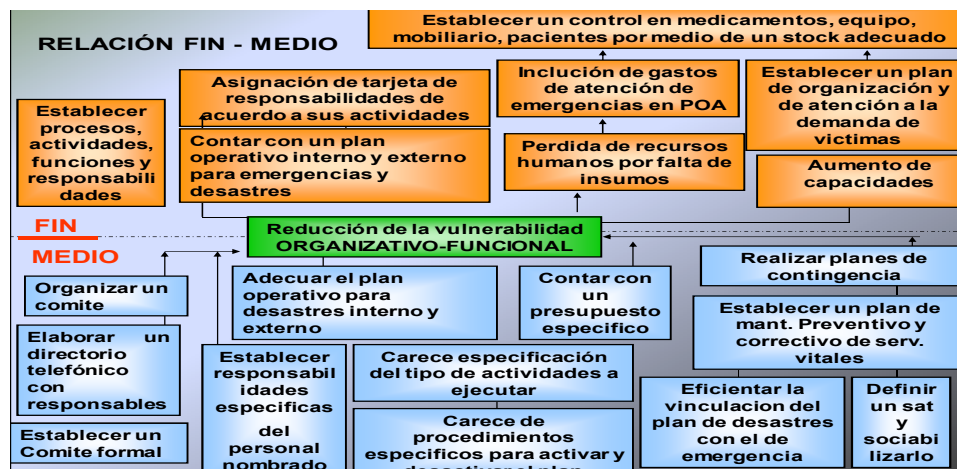 Establecer un control en medicamentos, equipo,
mobiliario, pacientes por medio de un stock adecuado
RELACIÓN FIN - MEDIO
Asignación de tarjeta de
responsabilidades de
acuerdo a sus actividades
Inclución de gastos
de atención de
emergencias en POA
Establecer un plan
de organización y
de atención a la
demanda de
victimas
Establecer
procesos,
actividades,
funciones y
responsabili
dades
Contar con un plan
operativo interno y externo
para emergencias y
desastres
Perdida de recursos
humanos por falta de
insumos
Aumento de
capacidades
FIN
Reducción de la vulnerabilidad
ORGANIZATIVO-FUNCIONAL
MEDIO
Organizar un
comite
Adecuar el plan
operativo para
desastres interno y
externo
Contar con
un
presupuesto
especifico
Realizar planes de
contingencia
Elaborar un
directorio
telefónico
con
responsables
Establecer un plan de
mant. Preventivo y
correctivo de serv.
vitales
Establecer
responsabil
idades
especificas
del
personal
nombrado
Carece especificación
del tipo de actividades a
ejecutar
Eficientar la
vinculacion del
plan de desastres
con el de
emergencia
Definir
un sat
y
sociabi
lizarlo
Establecer un
Comite formal
Carece de
procedimientos
especificos para activar y
desactivar el plan